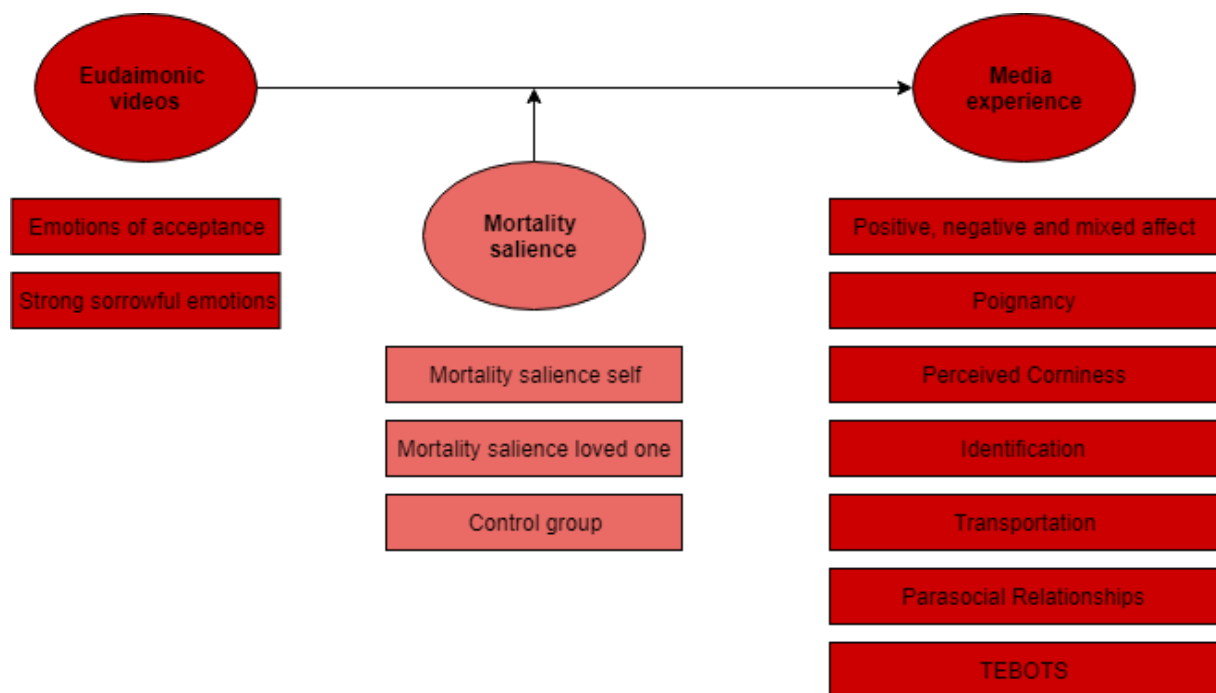 Eudaimonic
videos
Media
experience
Mortality
salience
Emotions of acceptance
Strong sorrowful emotions
Mortality salience self
Mortality salience loved one
Control group
Positive, negative and mixed affect
Poignancy
Perceived Corniness
Identification
Transportation
Parasocial Relationships
TEBOTS